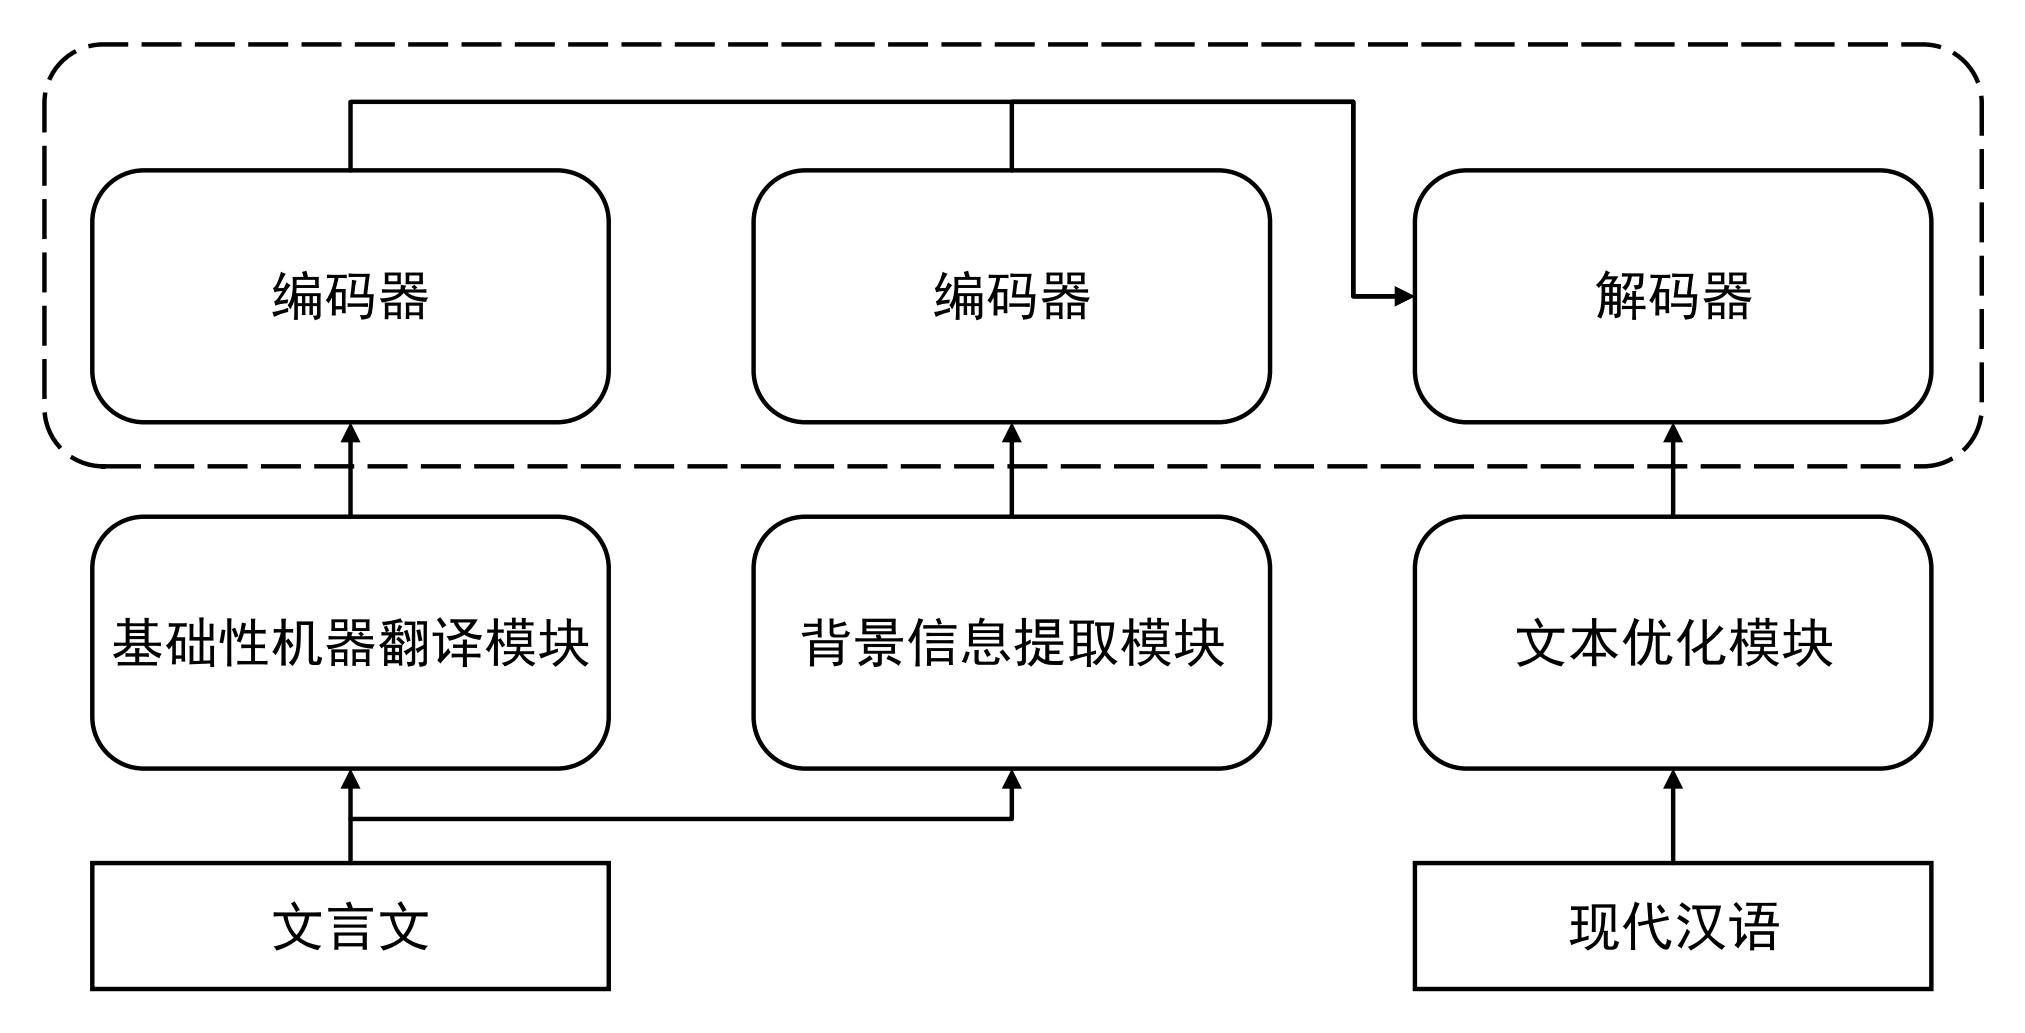 编码器
编码器
解码器
基础性机器翻译模块
背景信息提取模块
文本优化模块
文言文
现代汉语